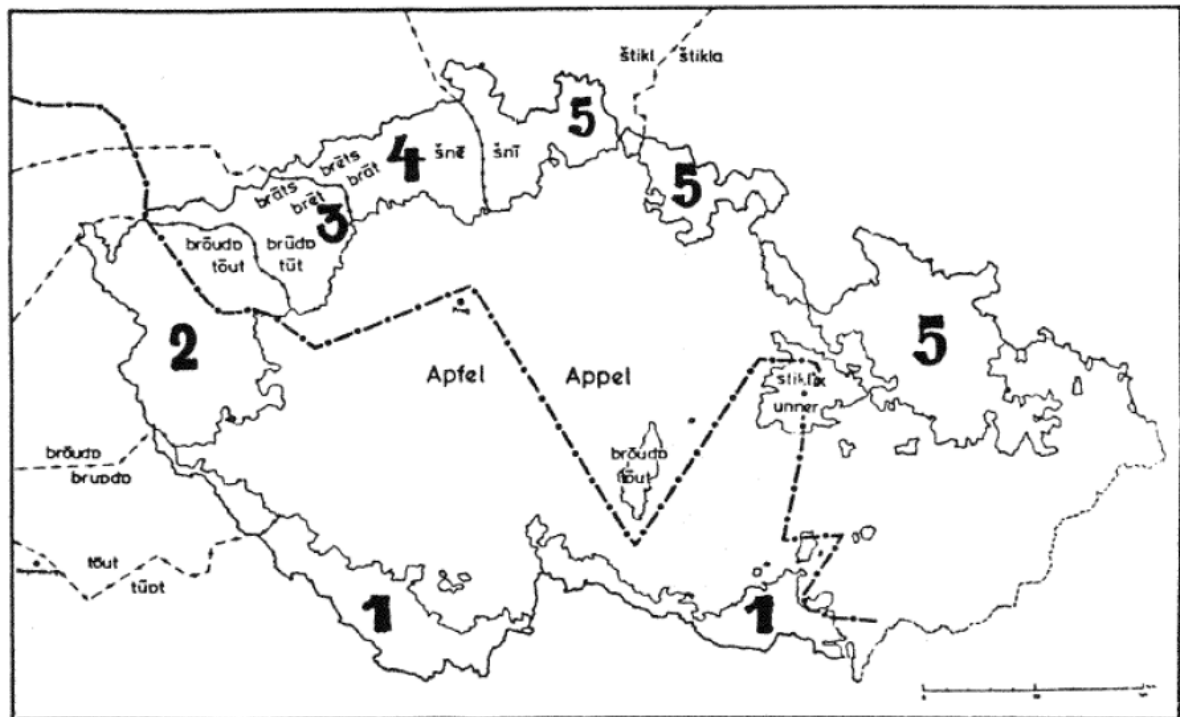 štikl štikla
5
4 šnē šnī
brēts
brāt
5
brāts
brēt
3
brōudɒ
tōut
brūdɒ
tūt
2
5
Apfel Appel
štiklɒx
unner
brōudɒ
tōut
brōudɒ
bruɒdɒ
tōut
tūɒt
1
1